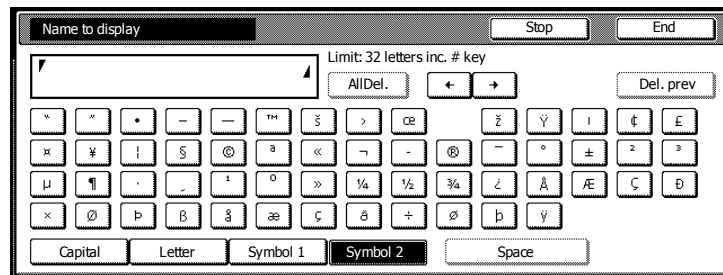 Name to display Stop End
Limit: 32 letters inc. # key
AllDel. ← → Del. prev
“ ” • – — ™ š › œ ž Ÿ ¢ £
¤ ¥ ¦ § © ª « ¬ - ® ¯ ° ± ² ³
µ ¶ · ¸ ¹ º » ¼ ½ ¾ ¿ Å Æ Ç Ð
× Ø Þ ß å æ ç ð ÷ ø þ ÿ
Capital Letter Symbol 1 Symbol 2 Space